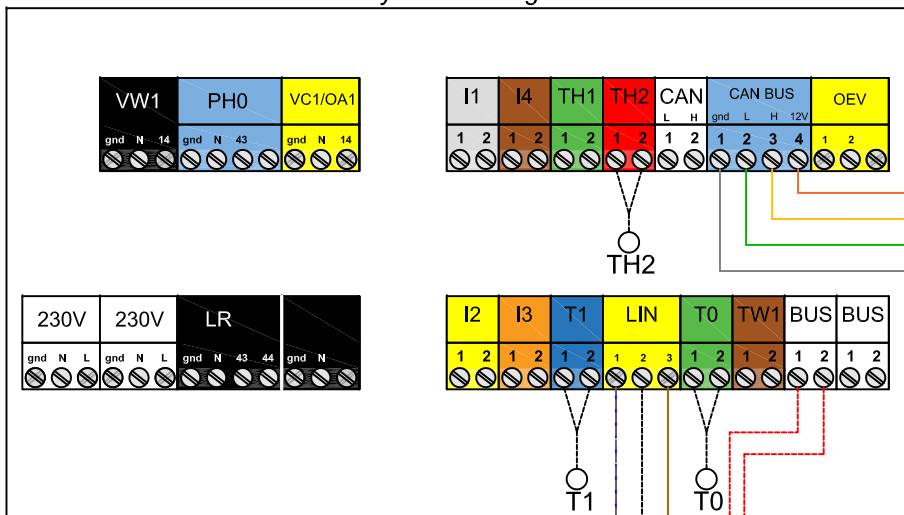 VW1 PH0 VC1/OA1 I1 I4 TH1 TH2 CAN CAN BUS OEV
L H gnd L H 12V
gnd N 14 gnd N 43 gnd N 14 1 2 1 2 1 2 1 2 1 2 1 2 3 4 1 2
TH2
230V 230V LR I2 I3 T1 LIN T0 TW1 BUS BUS
gnd N L gnd N L gnd N 43 44 gnd N 1 2 1 2 1 2 1 2 3 1 2 1 2 1 2 1 2
T1 T0